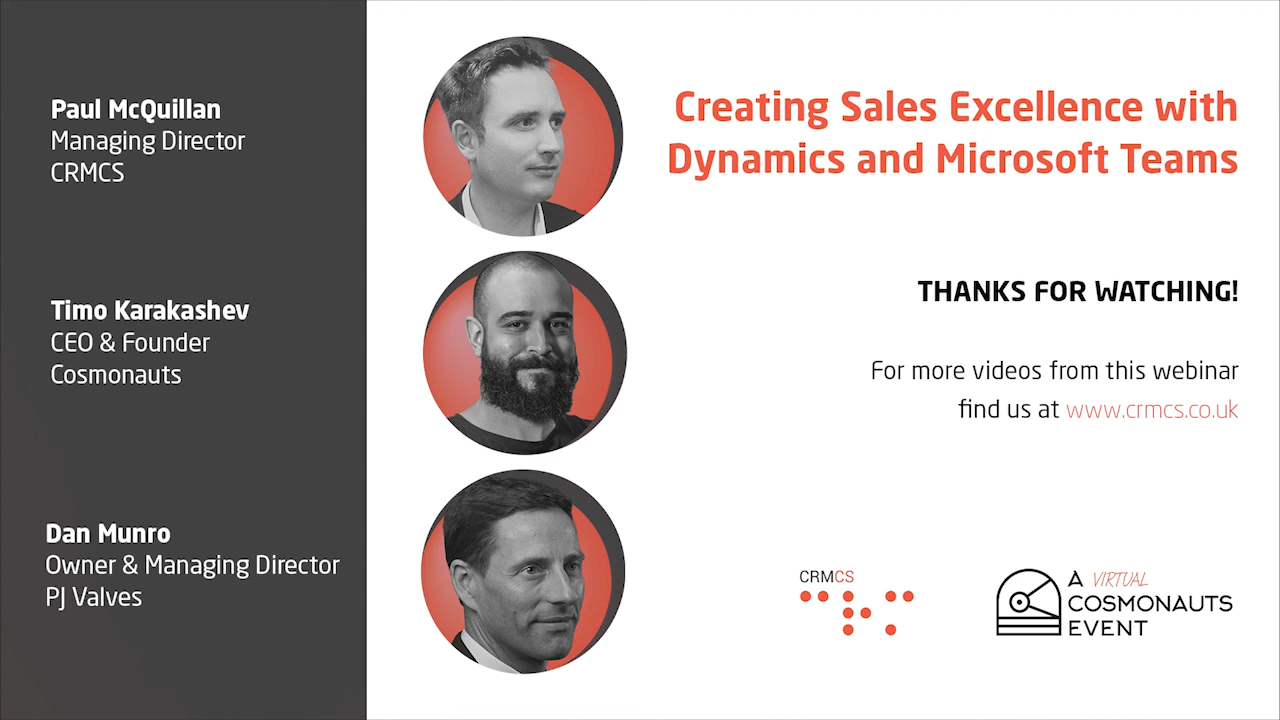 Paul McQuillan
Managing Director
CRMCS
Timo Karakashev
CEO & Founder
Cosmonauts
Dan Munro
Owner & Managing Director
PJ Valves
Creating Sales Excellence with
Dynamics and Microsoft Teams
THANKS FOR WATCHING!
For more videos from this webinar
find us at www.crmcs.co.uk
CRMCS
A VIRTUAL
COSMONAUTS
EVENT